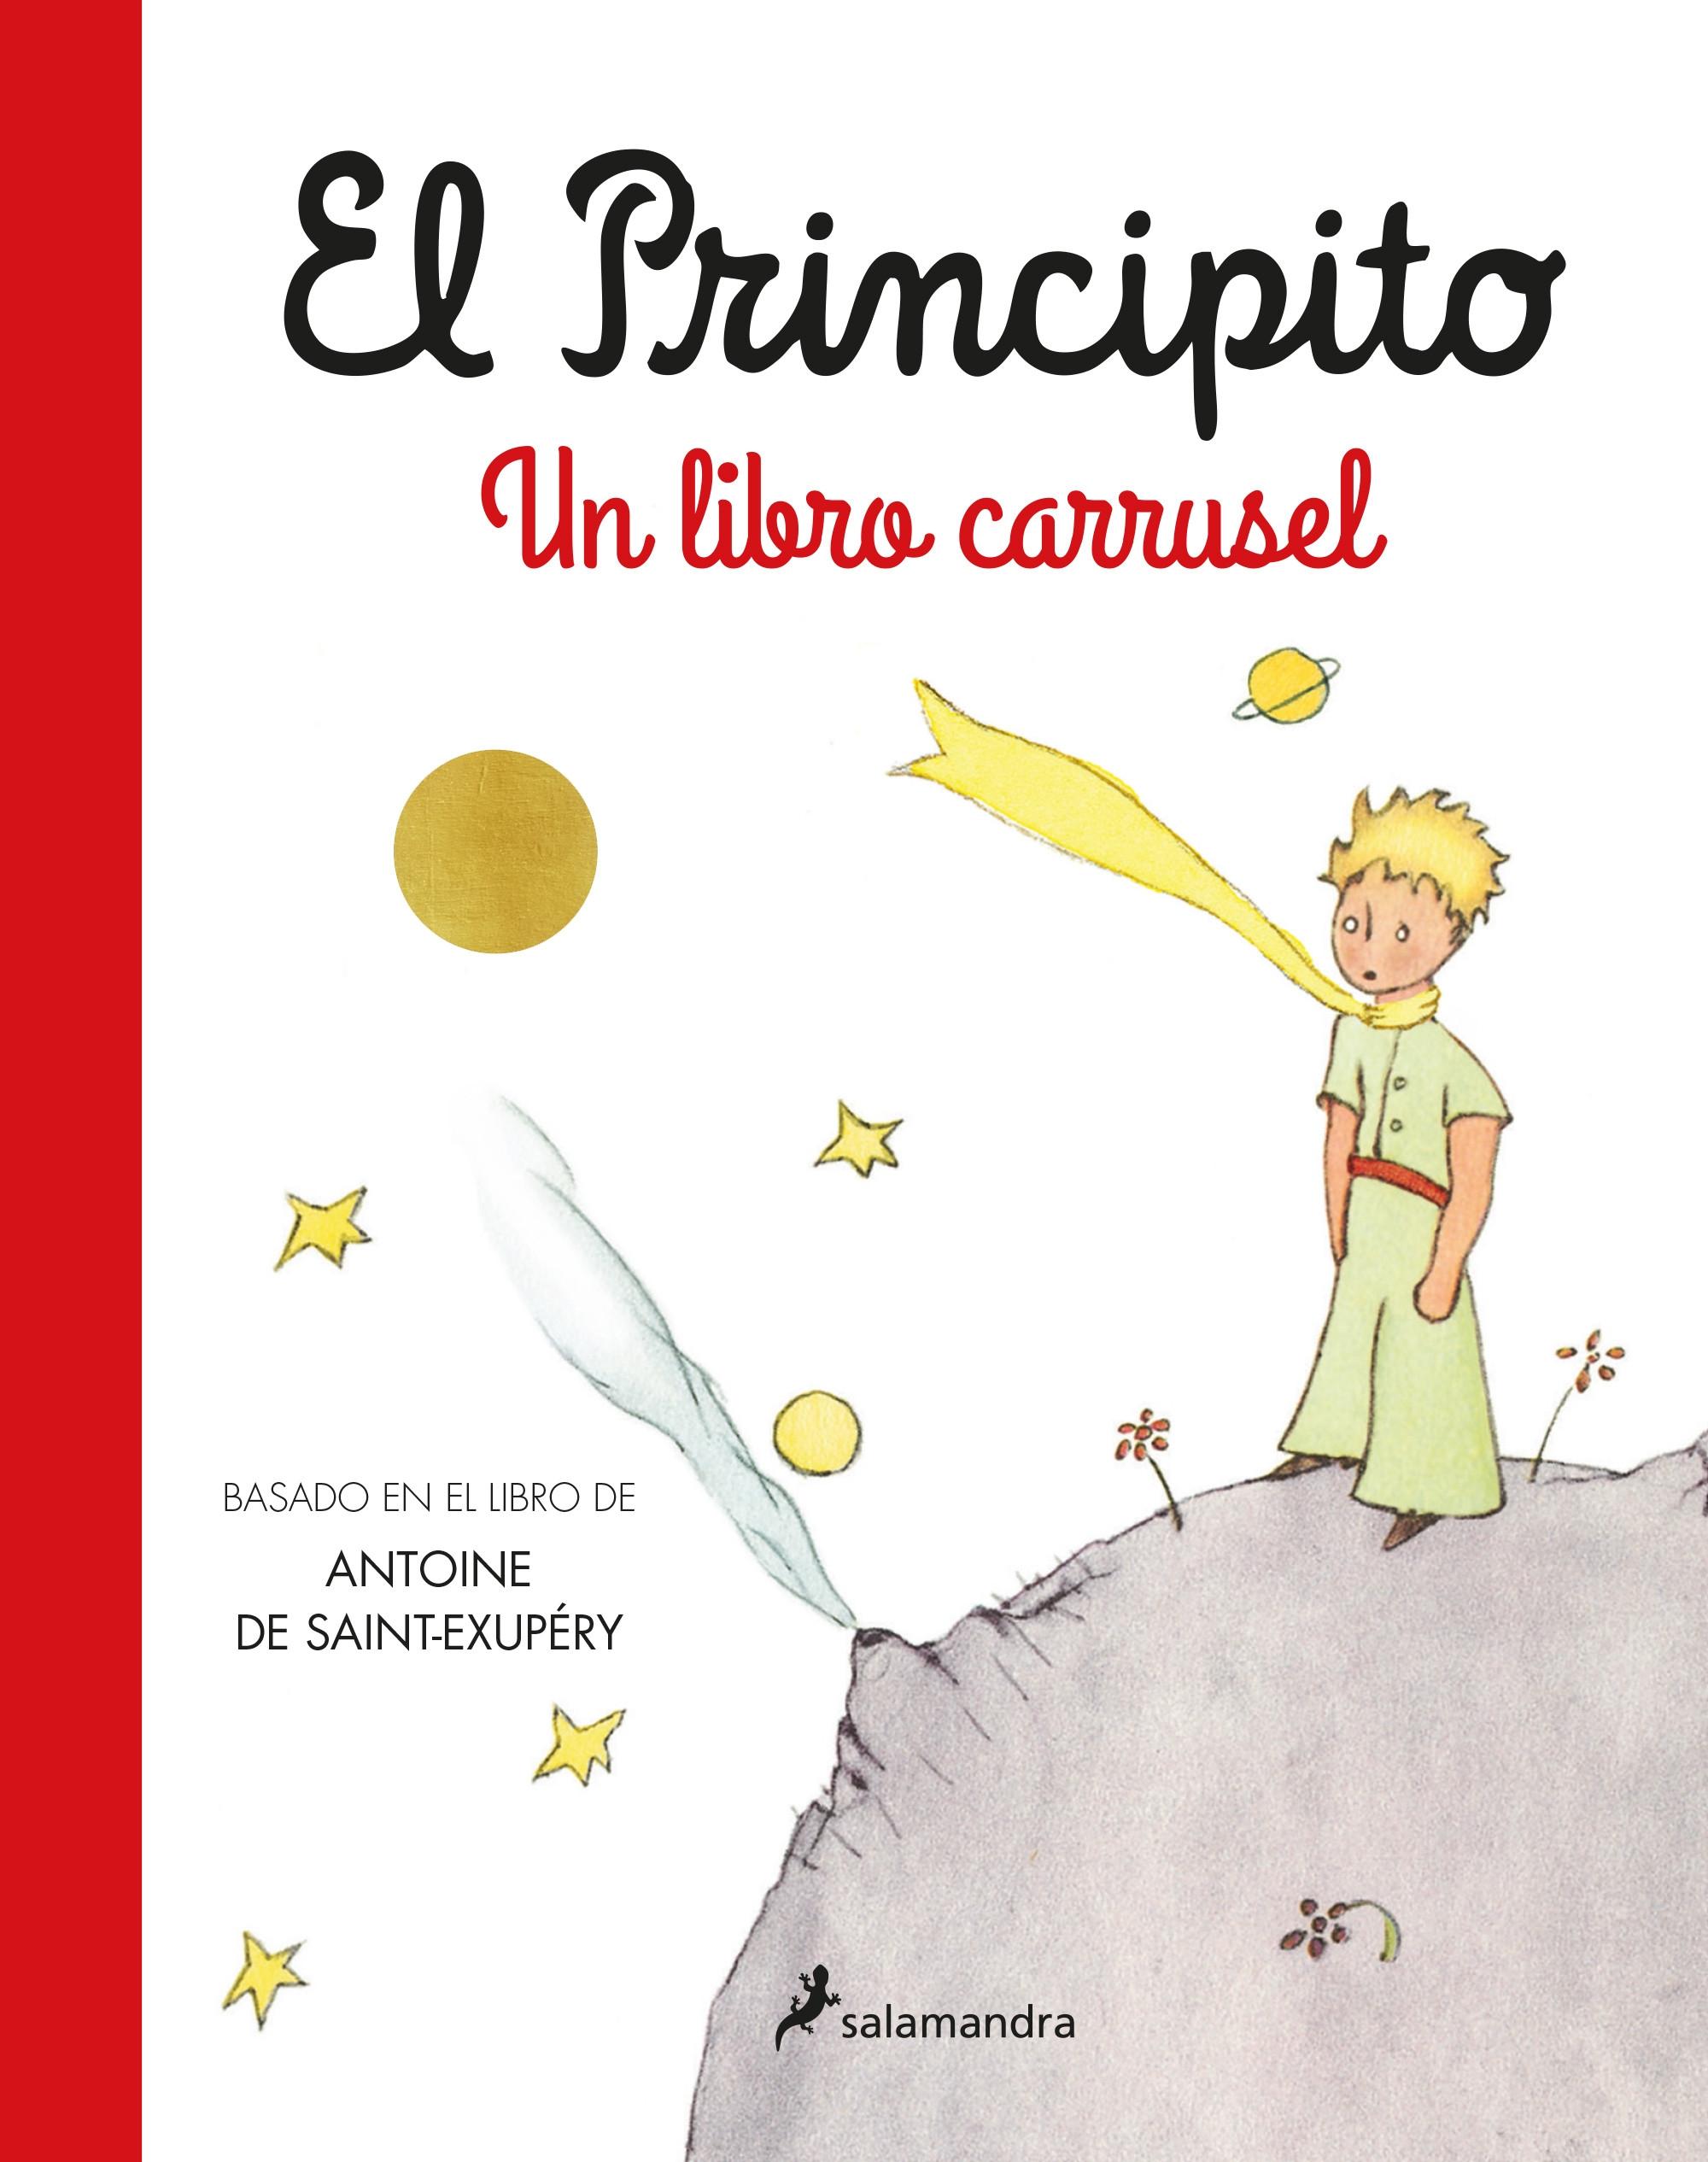 El Principito
Un libro carrusel
BASADO EN EL LIBRO DE
ANTOINE
DE SAINT-EXUPÉRY
salamandra